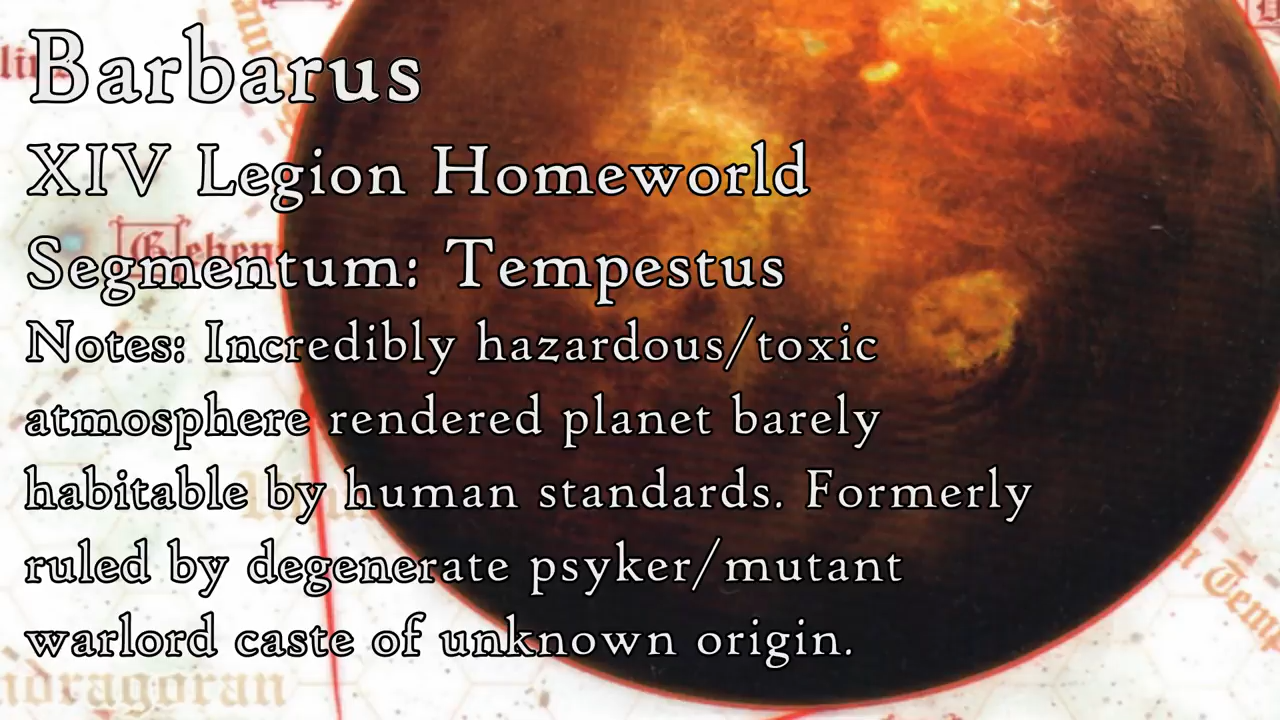 Barbarus
XIV Legion Homeworld
Segmentum: Tempestus
Notes: Incredibly hazardous/toxic
atmosphere rendered planet barely
habitable by human standards. Formerly
ruled by degenerate psyker/mutant
warlord caste of unknown origin.